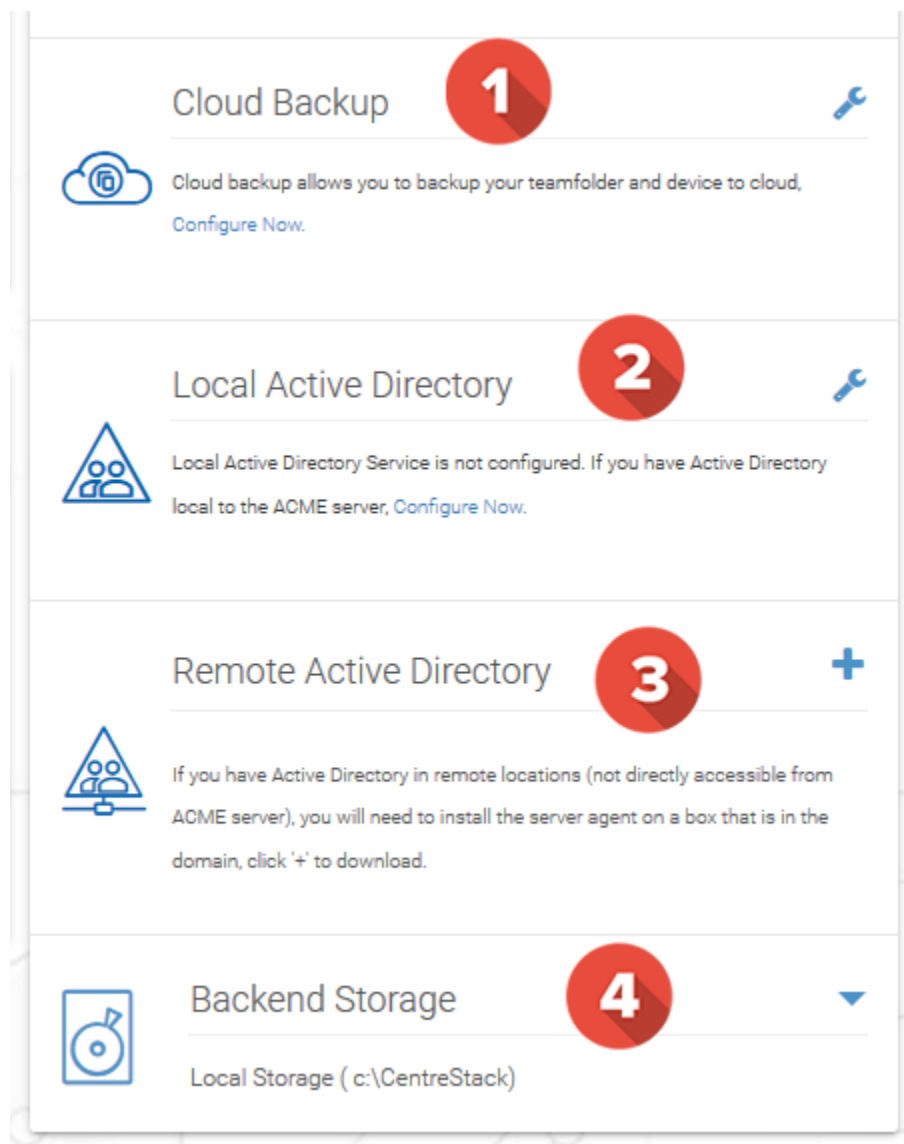 Cloud Backup
1
Cloud backup allows you to backup your teamfolder and device to cloud,
Configure Now.
Local Active Directory
2
Local Active Directory Service is not configured. If you have Active Directory
local to the ACME server, Configure Now.
Remote Active Directory
3
If you have Active Directory in remote locations (not directly accessible from
ACME server), you will need to install the server agent on a box that is in the
domain, click '+' to download.
Backend Storage
4
Local Storage ( c:\CentreStack)